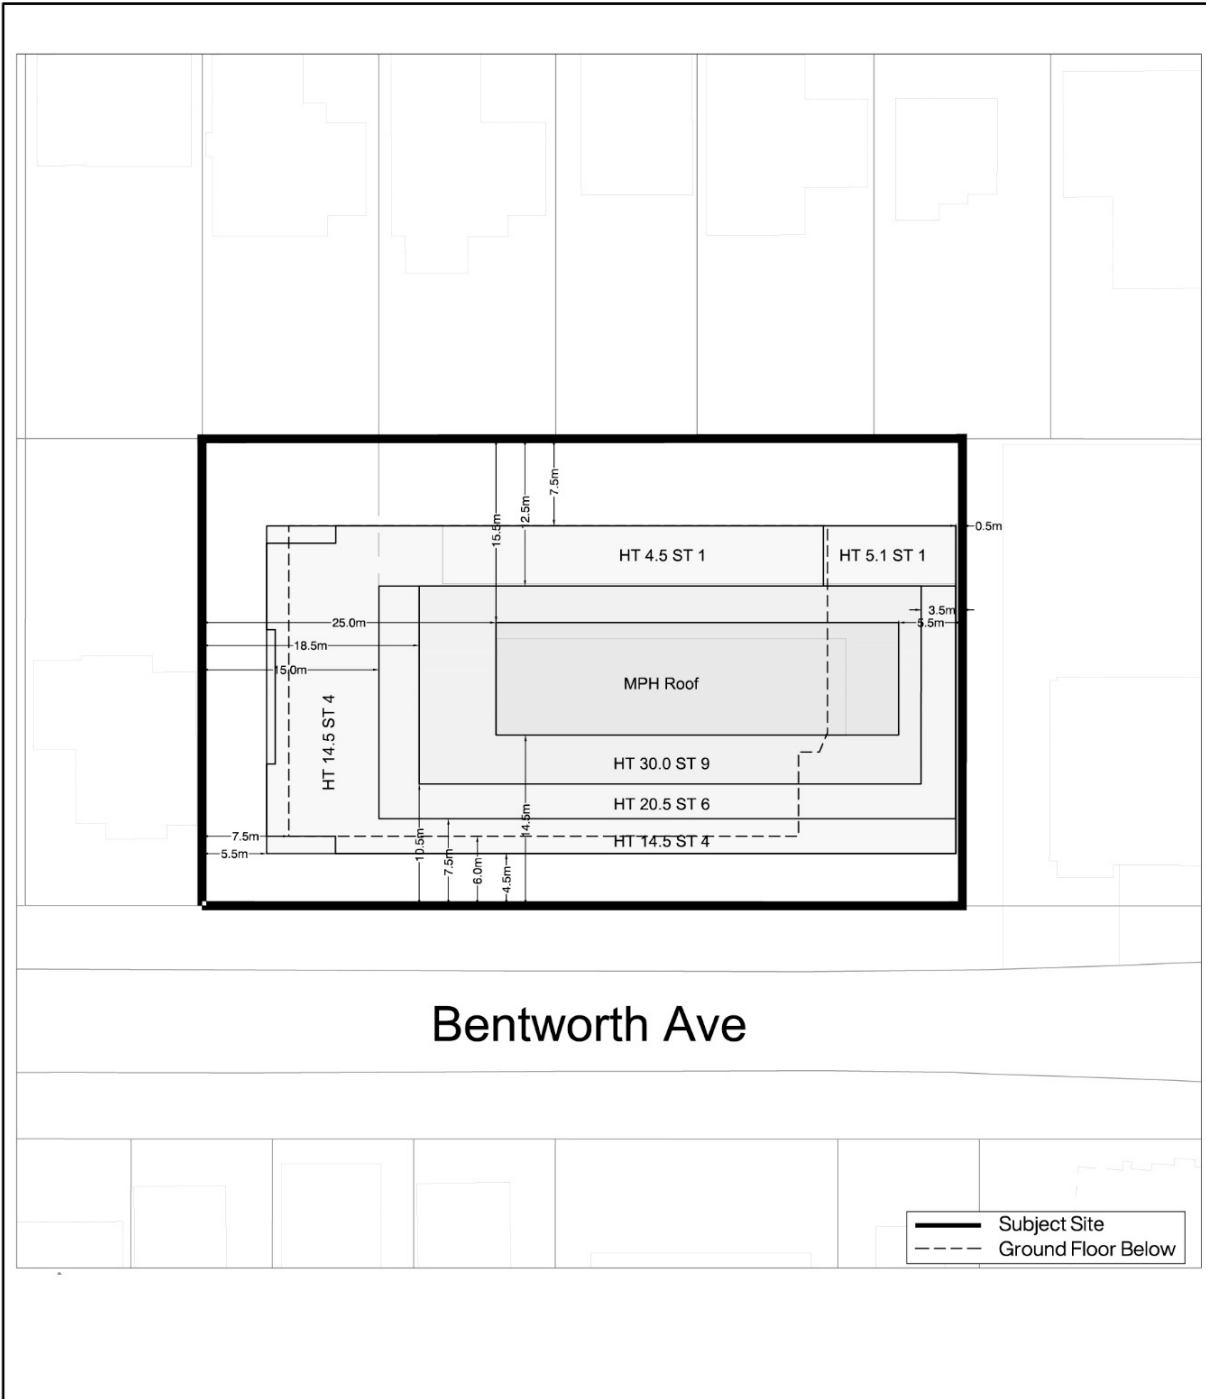 7.5m
12.5m
15.5m
0.5m
HT 4.5 ST 1
HT 5.1 ST 1
3.5m
25.0m
5.5m
18.5m
15.0m
MPH Roof
HT 14.5 ST 4
HT 30.0 ST 9
HT 20.5 ST 6
14.5m
7.5m
HT 14.5 ST 4
10.5m
5.5m
7.5m
6.0m
4.5m
Bentworth Ave
Subject Site
Ground Floor Below